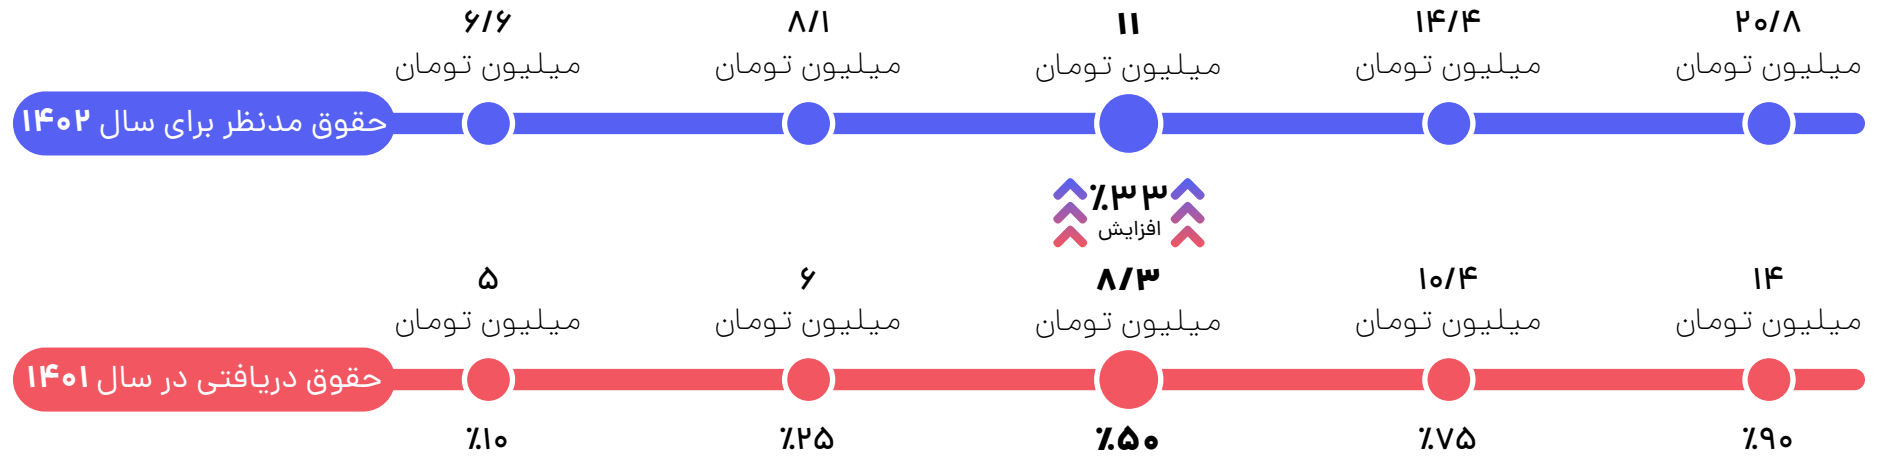 ۶/۶
میلیون تومان
۸/۱
میلیون تومان
۱۱
میلیون تومان
۱۴/۴
میلیون تومان
۲۰/۸
میلیون تومان
حقوق مدنظر برای سال ۱۴۰۲
٪۳۳
افزایش
۵
میلیون تومان
۶
میلیون تومان
۸/۳
میلیون تومان
۱۰/۴
میلیون تومان
۱۴
میلیون تومان
حقوق دریافتی در سال ۱۴۰۱
٪۱۰
٪۲۵
٪۵۰
٪۷۵
٪۹۰